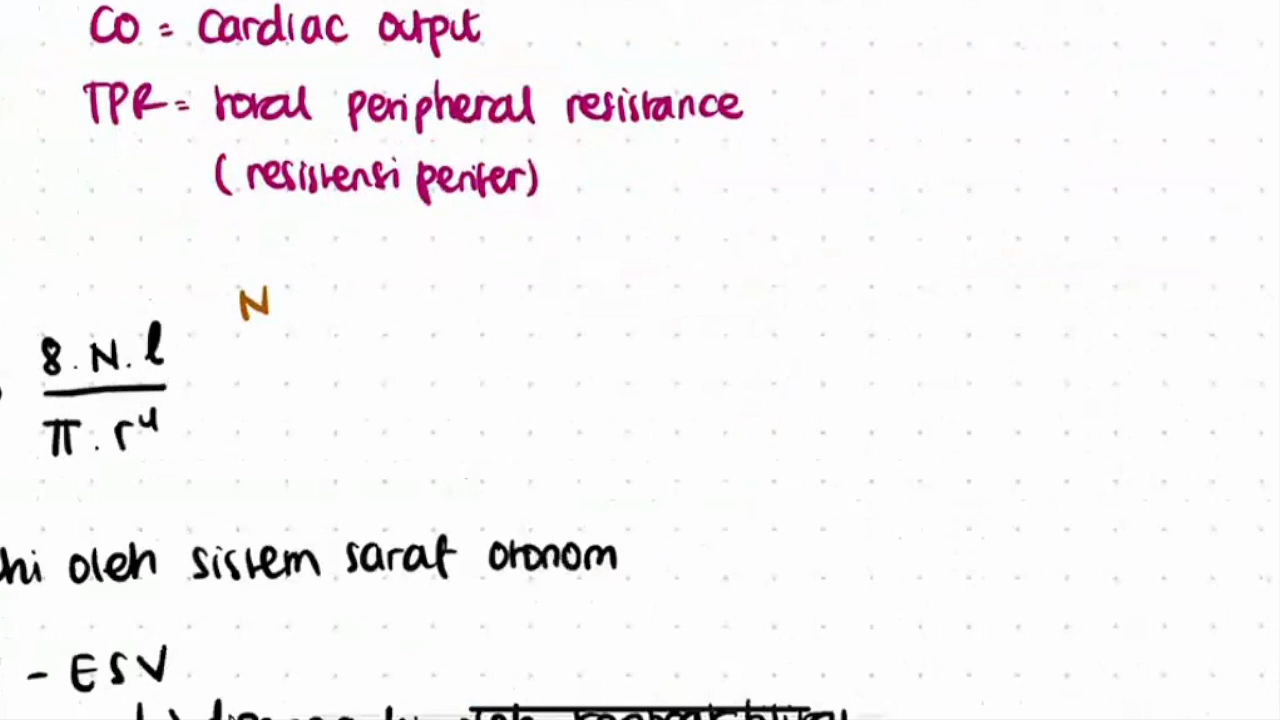 CO = Cardiac output
TPR = total peripheral resistance
(resistensi perifer)
N
8 . N . l
π . r⁴
hi oleh sistem saraf otonom
- ESV